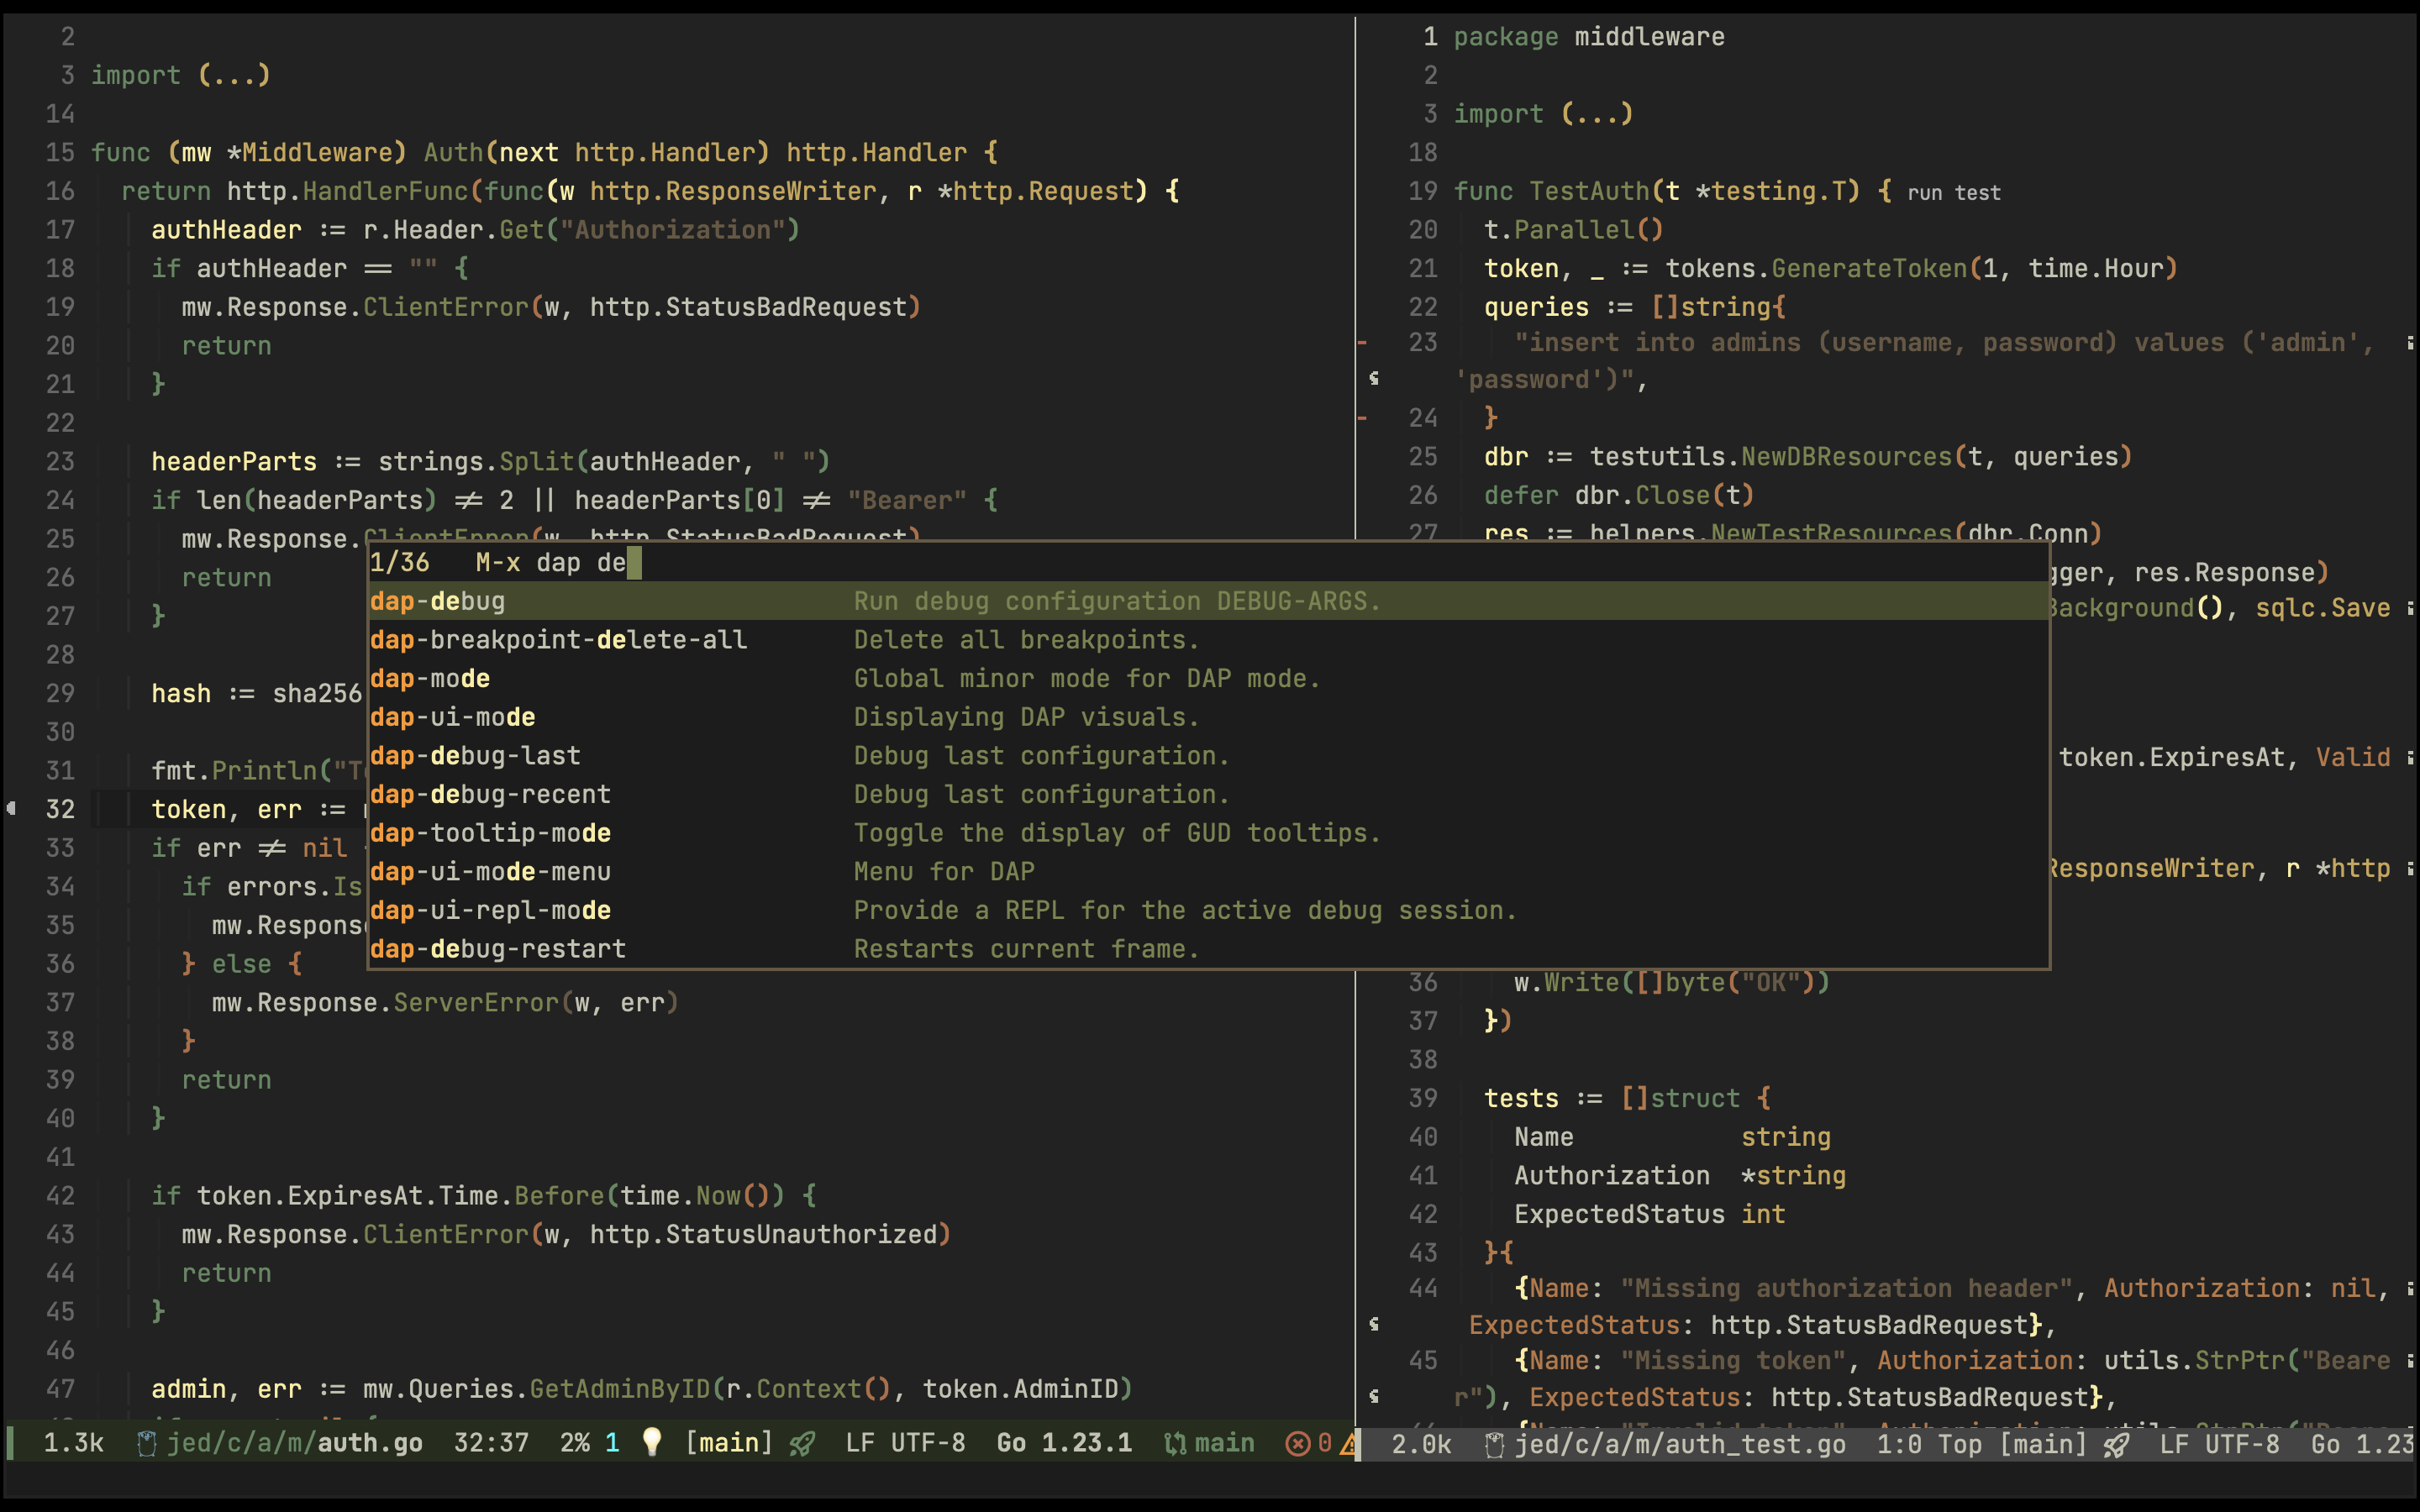 2
3 import (...)
14
15 func (mw *Middleware) Auth(next http.Handler) http.Handler {
16 return http.HandlerFunc(func(w http.ResponseWriter, r *http.Request) {
17 authHeader := r.Header.Get("Authorization")
18 if authHeader == "" {
19 mw.Response.ClientError(w, http.StatusBadRequest)
20 return
21 }
22
23 headerParts := strings.Split(authHeader, " ")
24 if len(headerParts) != 2 || headerParts[0] != "Bearer" {
25 mw.Response.ClientError(w, http.StatusBadRequest)
26 return
27 }
28
29 hash := sha256
30
31 fmt.Println("T
32 token, err :=
33 if err != nil
34 if errors.Is
35 mw.Respons
36 } else {
37 mw.Response.ServerError(w, err)
38 }
39 return
40 }
41
42 if token.ExpiresAt.Time.Before(time.Now()) {
43 mw.Response.ClientError(w, http.StatusUnauthorized)
44 return
45 }
46
47 admin, err := mw.Queries.GetAdminByID(r.Context(), token.AdminID)
1.3k jed/c/a/m/auth.go 32:37 2% 1 [main] LF UTF-8 Go 1.23.1 main 0
1/36 M-x dap de
dap-debug Run debug configuration DEBUG-ARGS.
dap-breakpoint-delete-all Delete all breakpoints.
dap-mode Global minor mode for DAP mode.
dap-ui-mode Displaying DAP visuals.
dap-debug-last Debug last configuration.
dap-debug-recent Debug last configuration.
dap-tooltip-mode Toggle the display of GUD tooltips.
dap-ui-mode-menu Menu for DAP
dap-ui-repl-mode Provide a REPL for the active debug session.
dap-debug-restart Restarts current frame.
1 package middleware
2
3 import (...)
18
19 func TestAuth(t *testing.T) { run test
20 t.Parallel()
21 token, _ := tokens.GenerateToken(1, time.Hour)
22 queries := []string{
23 "insert into admins (username, password) values ('admin',
'password')",
24 }
25 dbr := testutils.NewDBResources(t, queries)
26 defer dbr.Close(t)
27 res := helpers.NewTestResources(dbr.Conn)
gger, res.Response)
Background(), sqlc.Save
token.ExpiresAt, Valid
ResponseWriter, r *http
36 w.Write([]byte("OK"))
37 })
38
39 tests := []struct {
40 Name string
41 Authorization *string
42 ExpectedStatus int
43 }{
44 {Name: "Missing authorization header", Authorization: nil,
ExpectedStatus: http.StatusBadRequest},
45 {Name: "Missing token", Authorization: utils.StrPtr("Beare
r"), ExpectedStatus: http.StatusBadRequest},
2.0k jed/c/a/m/auth_test.go 1:0 Top [main] LF UTF-8 Go 1.23